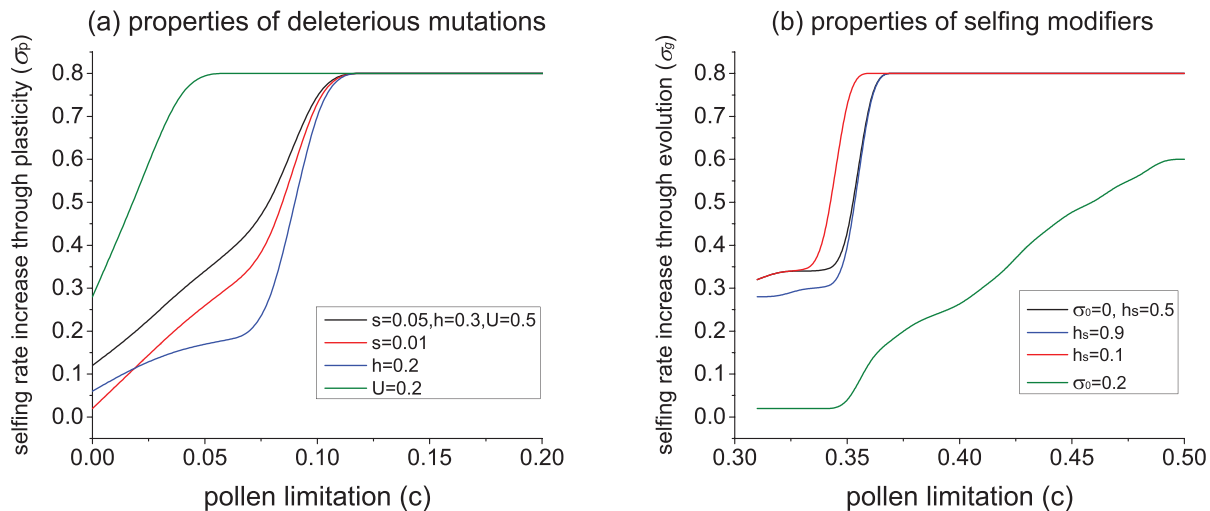 (a) properties of deleterious mutations
selfing rate increase through plasticity (σp)
0.8
0.7
0.6
0.5
0.4
0.3
0.2
0.1
0.0
s=0.05,h=0.3,U=0.5
s=0.01
h=0.2
U=0.2
0.00 0.05 0.10 0.15 0.20
pollen limitation (c)
(b) properties of selfing modifiers
selfing rate increase through evolution (σg)
0.8
0.7
0.6
0.5
0.4
0.3
0.2
0.1
0.0
σ0=0, hs=0.5
hs=0.9
hs=0.1
σ0=0.2
0.30 0.35 0.40 0.45 0.50
pollen limitation (c)